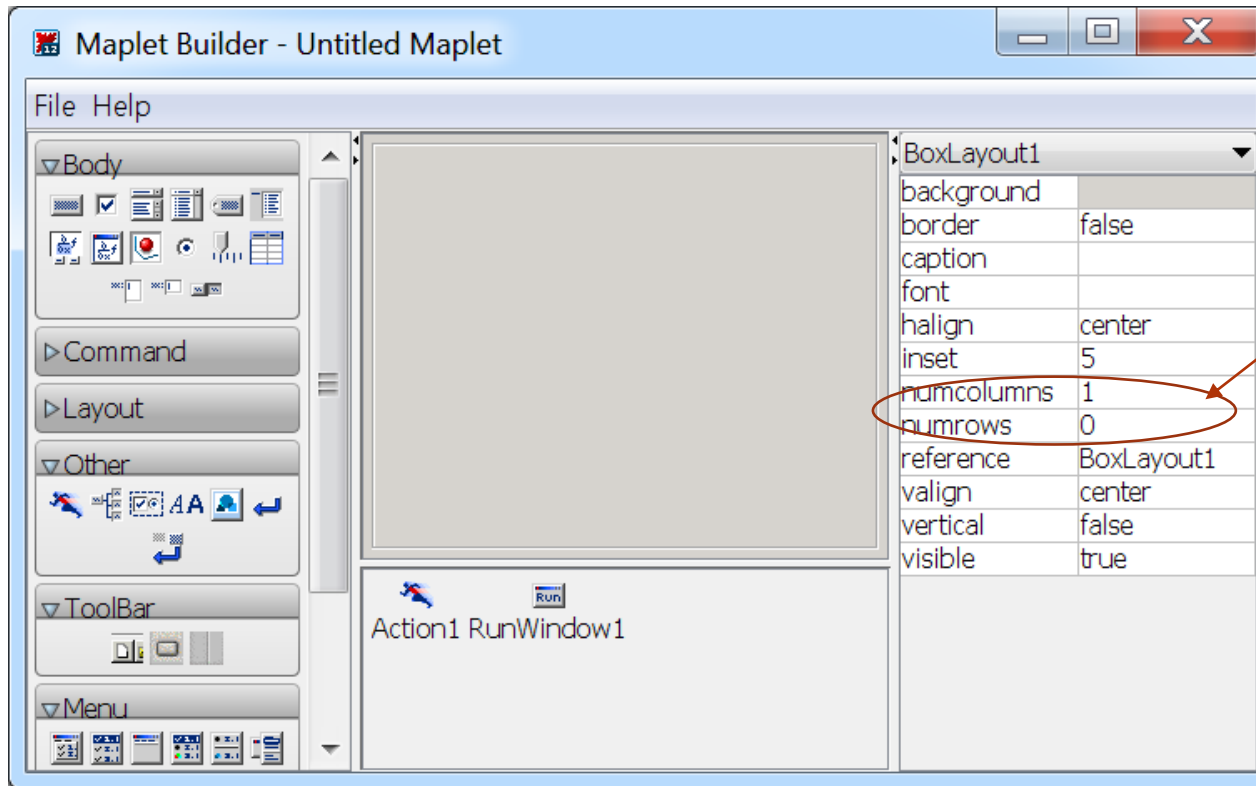 Maplet Builder - Untitled Maplet
File Help
Body
Command
Layout
Other
ToolBar
Menu
Run
Action1 RunWindow1
BoxLayout1
background
border false
caption
font
halign center
inset 5
numcolumns 1
numrows 0
reference BoxLayout1
valign center
vertical false
visible true